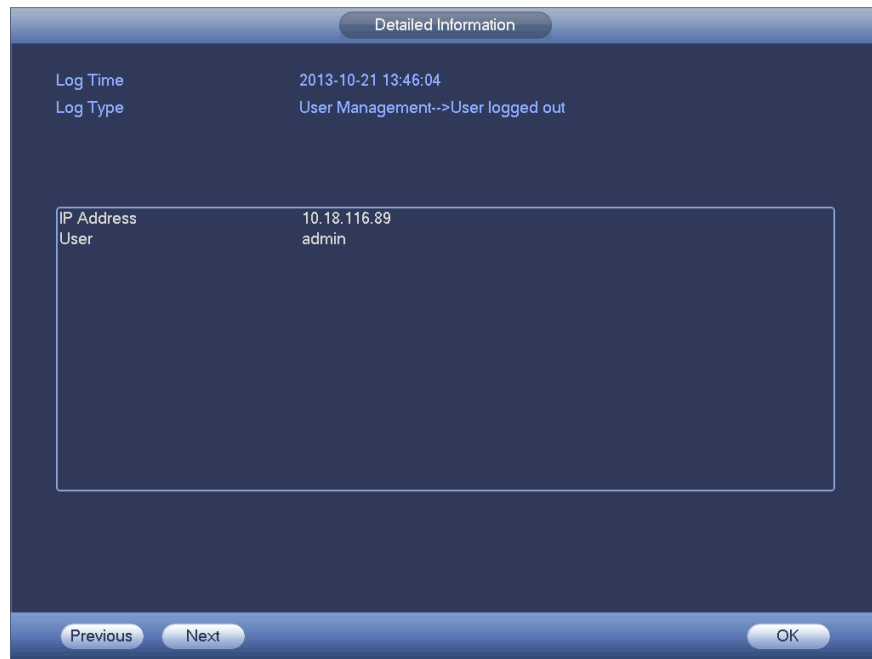 Detailed Information
Log Time 2013-10-21 13:46:04
Log Type User Management-->User logged out
IP Address 10.18.116.89
User admin
Previous Next OK